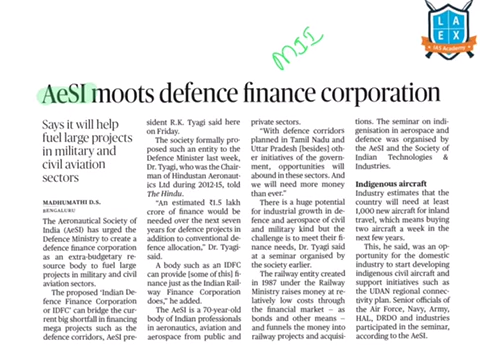 LAEX
IAS Academy
MII
AeSI moots defence finance corporation
Says it will help
fuel large projects
in military and
civil aviation
sectors
MADHUMATHI D.S.
BENGALURU
The Aeronautical Society of
India (AeSI) has urged the
Defence Ministry to create a
defence finance corporation
as an extra-budgetary re-
source body to fuel large
projects in military and civil
aviation sectors.
The proposed 'Indian De-
fence Finance Corporation
or IDFC' can bridge the cur-
rent big shortfall in financing
mega projects such as the
defence corridors, AeSI pre-
sident R.K. Tyagi said here
on Friday.
The society formally pro-
posed such an entity to the
Defence Minister last week,
Dr. Tyagi, who was the Chair-
man of Hindustan Aeronaut-
ics Ltd during 2012-15, told
The Hindu.
"An estimated ₹1.5 lakh
crore of finance would be
needed over the next seven
years for defence projects in
addition to conventional de-
fence allocation," Dr. Tyagi
said.
A body such as an IDFC
can provide [some of this] fi-
nance just as the Indian Rail-
way Finance Corporation
does," he added.
The AeSI is a 70-year-old
body of Indian professionals
in aeronautics, aviation and
aerospace from public and
private sectors.
"With defence corridors
planned in Tamil Nadu and
Uttar Pradesh [besides] oth-
er initiatives of the govern-
ment, opportunities will
abound in these sectors. And
we will need more money
than ever."
There is a huge potential
for industrial growth in de-
fence and aerospace of civil
and military kind but the
challenge is to meet their fi-
nance needs, Dr. Tyagi said
at a seminar organised by
the society earlier.
The railway entity created
in 1987 under the Railway
Ministry raises money at re-
latively low costs through
the financial market – as
bonds and other means –
and funnels the money into
railway projects and acquisi-
tions. The seminar on indi-
genisation in aerospace and
defence was organised by
the AeSI and the Society of
Indian Technologies &
Industries.
Indigenous aircraft
Industry estimates that the
country will need at least
1,000 new aircraft for inland
travel, which means buying
two aircraft a week in the
next few years.
This, he said, was an op-
portunity for the domestic
industry to start developing
indigenous civil aircraft and
support initiatives such as
the UDAN regional connec-
tivity plan. Senior officials of
the Air Force, Navy, Army,
HAL, DRDO and industries
participated in the seminar,
according to the AeSI.